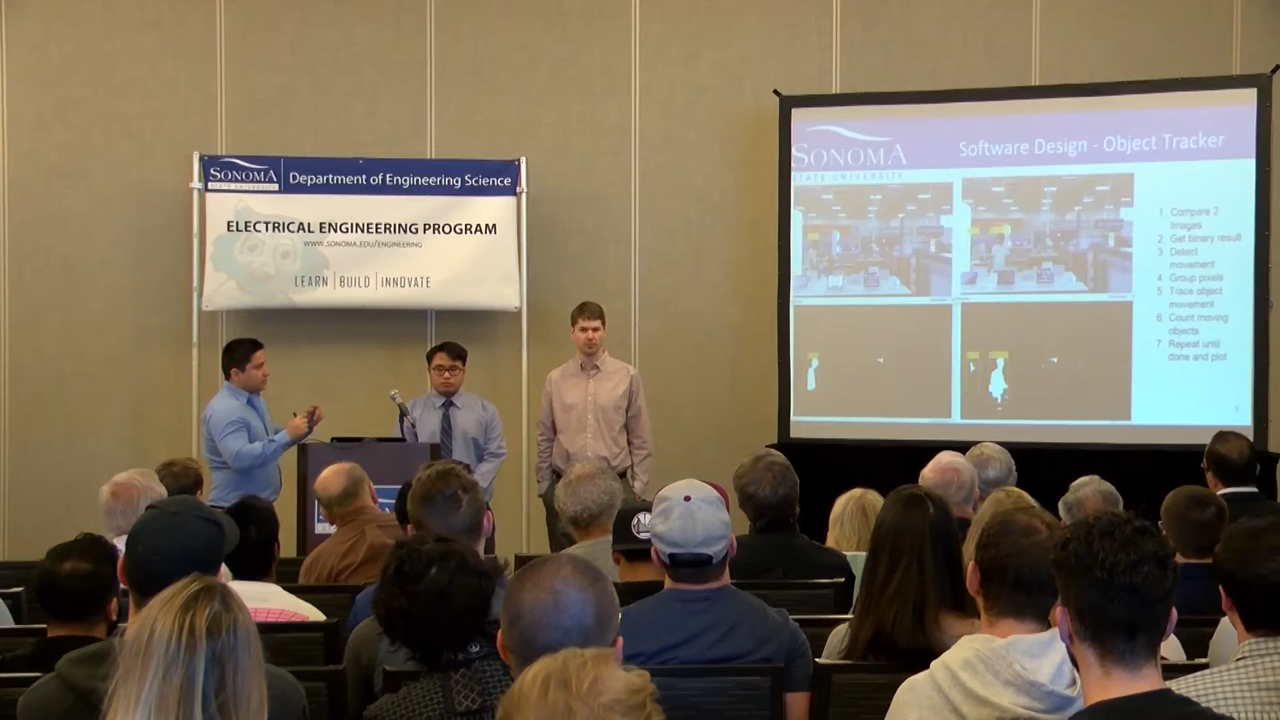 SONOMA
STATE UNIVERSITY
Department of Engineering Science
ELECTRICAL ENGINEERING PROGRAM
WWW.SONOMA.EDU/ENGINEERING
LEARN | BUILD | INNOVATE
SONOMA
STATE UNIVERSITY
Software Design - Object Tracker
1 Compare 2
Images
2. Get binary result
3. Detect
movement
4 Group pixels
5. Trace object
movement
6. Count moving
objects
7 Repeat until
done and plot